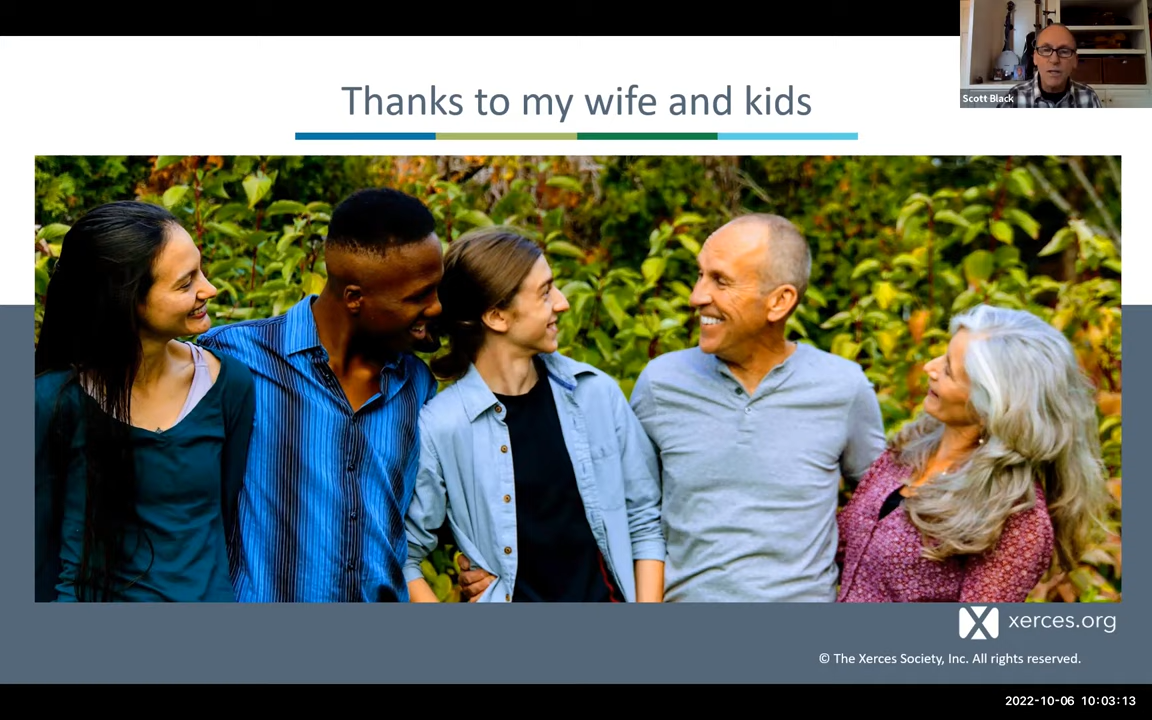 Thanks to my wife and kids
Scott Black
xerces.org
© The Xerces Society, Inc. All rights reserved.
2022-10-06 10:03:13